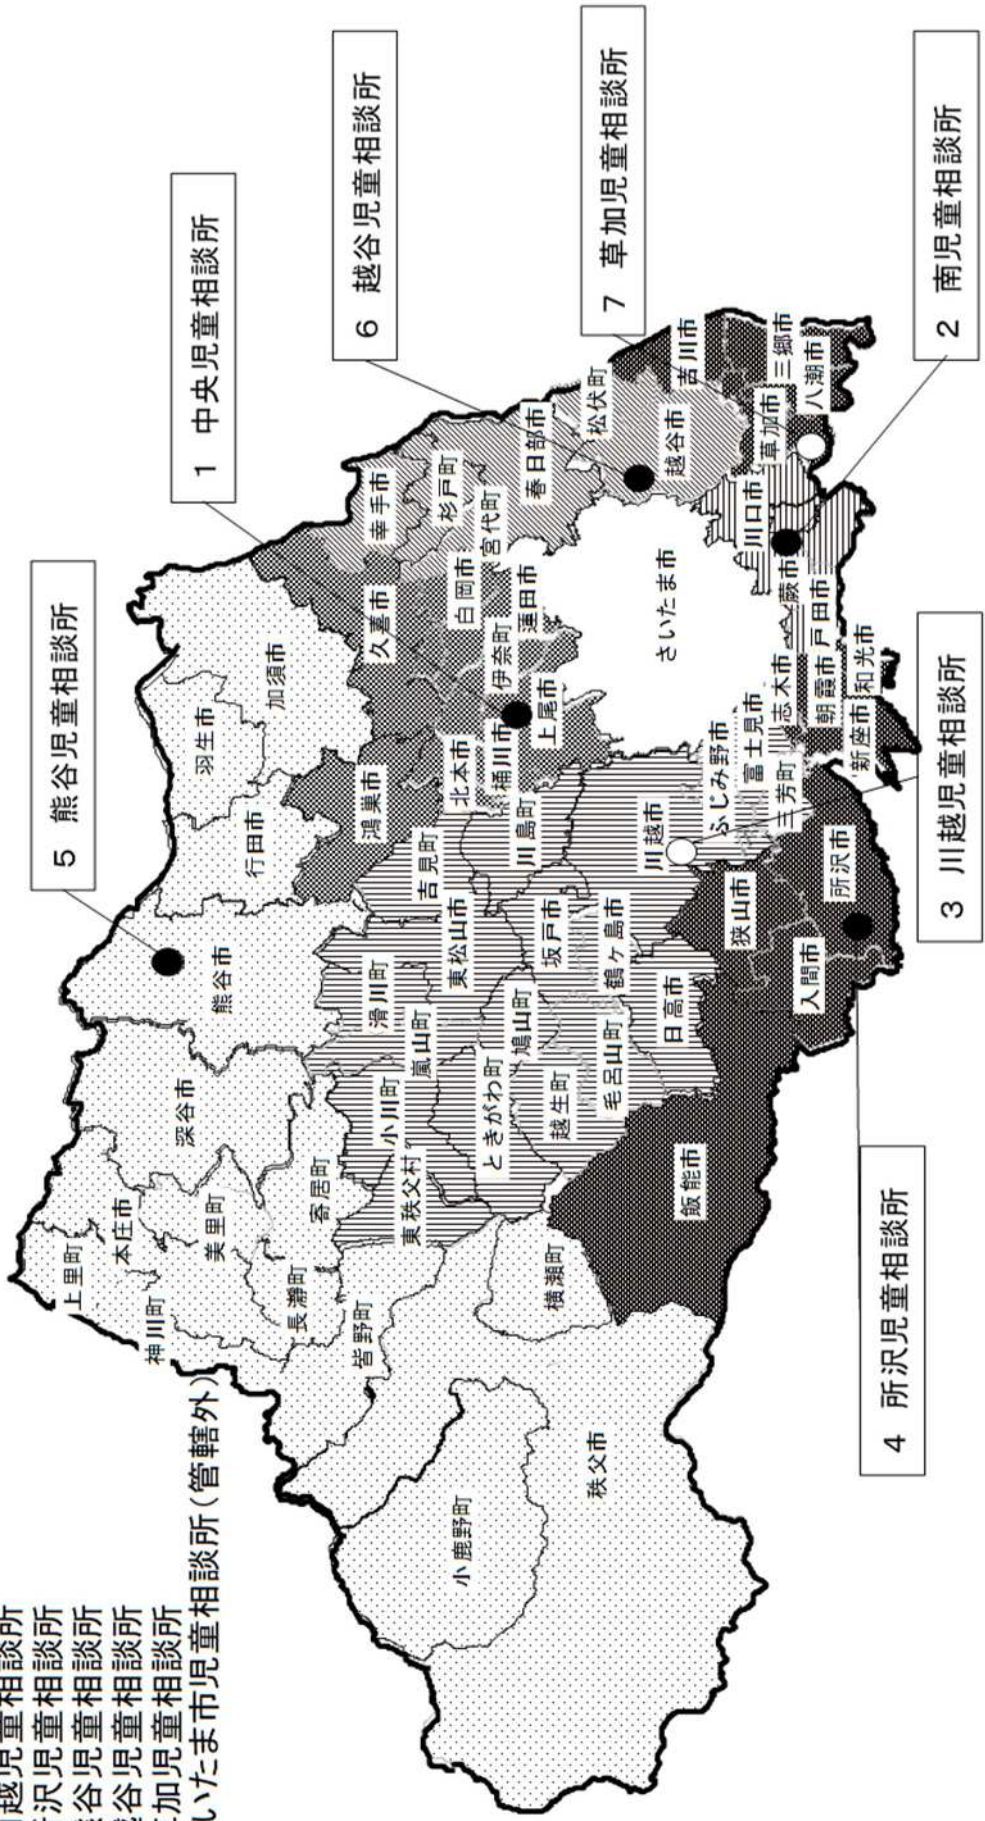 越児童相談所
沢児童相談所
谷児童相談所
谷児童相談所
加児童相談所
いたま市児童相談所（管轄外）
5 熊谷児童相談所
1 中央児童相談所
6 越谷児童相談所
7 草加児童相談所
2 南児童相談所
3 川越児童相談所
4 所沢児童相談所
上里町
本庄市
神川町
美里町
深谷市
熊谷市
行田市
羽生市
加須市
寄居町
長瀞町
皆野町
小鹿野町
秩父市
横瀬町
東秩父村
小川町
嵐山町
滑川町
ときがわ町
鳩山町
東松山市
吉見町
川島町
坂戸市
鶴ヶ島市
越生町
毛呂山町
日高市
川越市
ふじみ野市
富士見市
三芳町
飯能市
狭山市
入間市
所沢市
鴻巣市
北本市
桶川市
上尾市
伊奈町
蓮田市
白岡市
久喜市
幸手市
杉戸町
宮代町
春日部市
松伏町
越谷市
吉川市
三郷市
八潮市
草加市
川口市
蕨市
戸田市
さいたま市
志木市
朝霞市
和光市
新座市